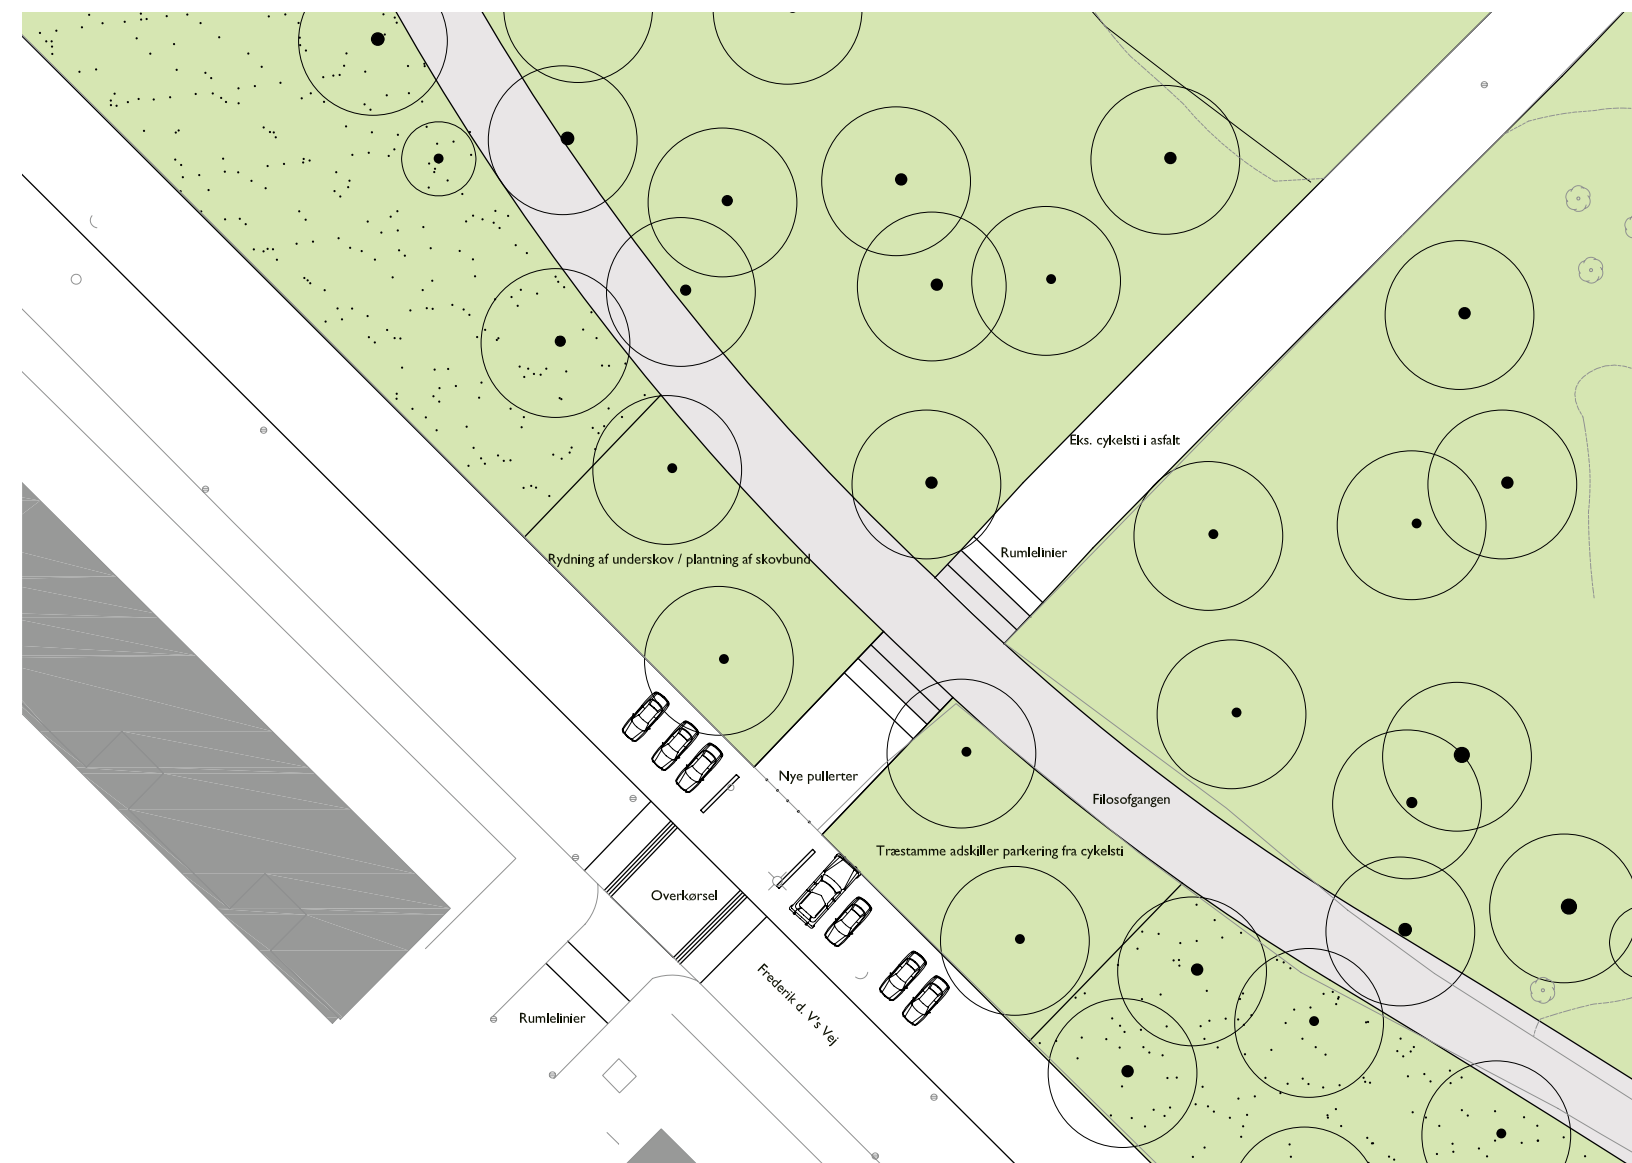 Eks. cykelsti i asfalt
Rumlelinier
Rydning af underskov / plantning af skovbund
Nye pullerter
Filosofgangen
Træstamme adskiller parkering fra cykelsti
Overkørsel
Frederik d. V's Vej
Rumlelinier